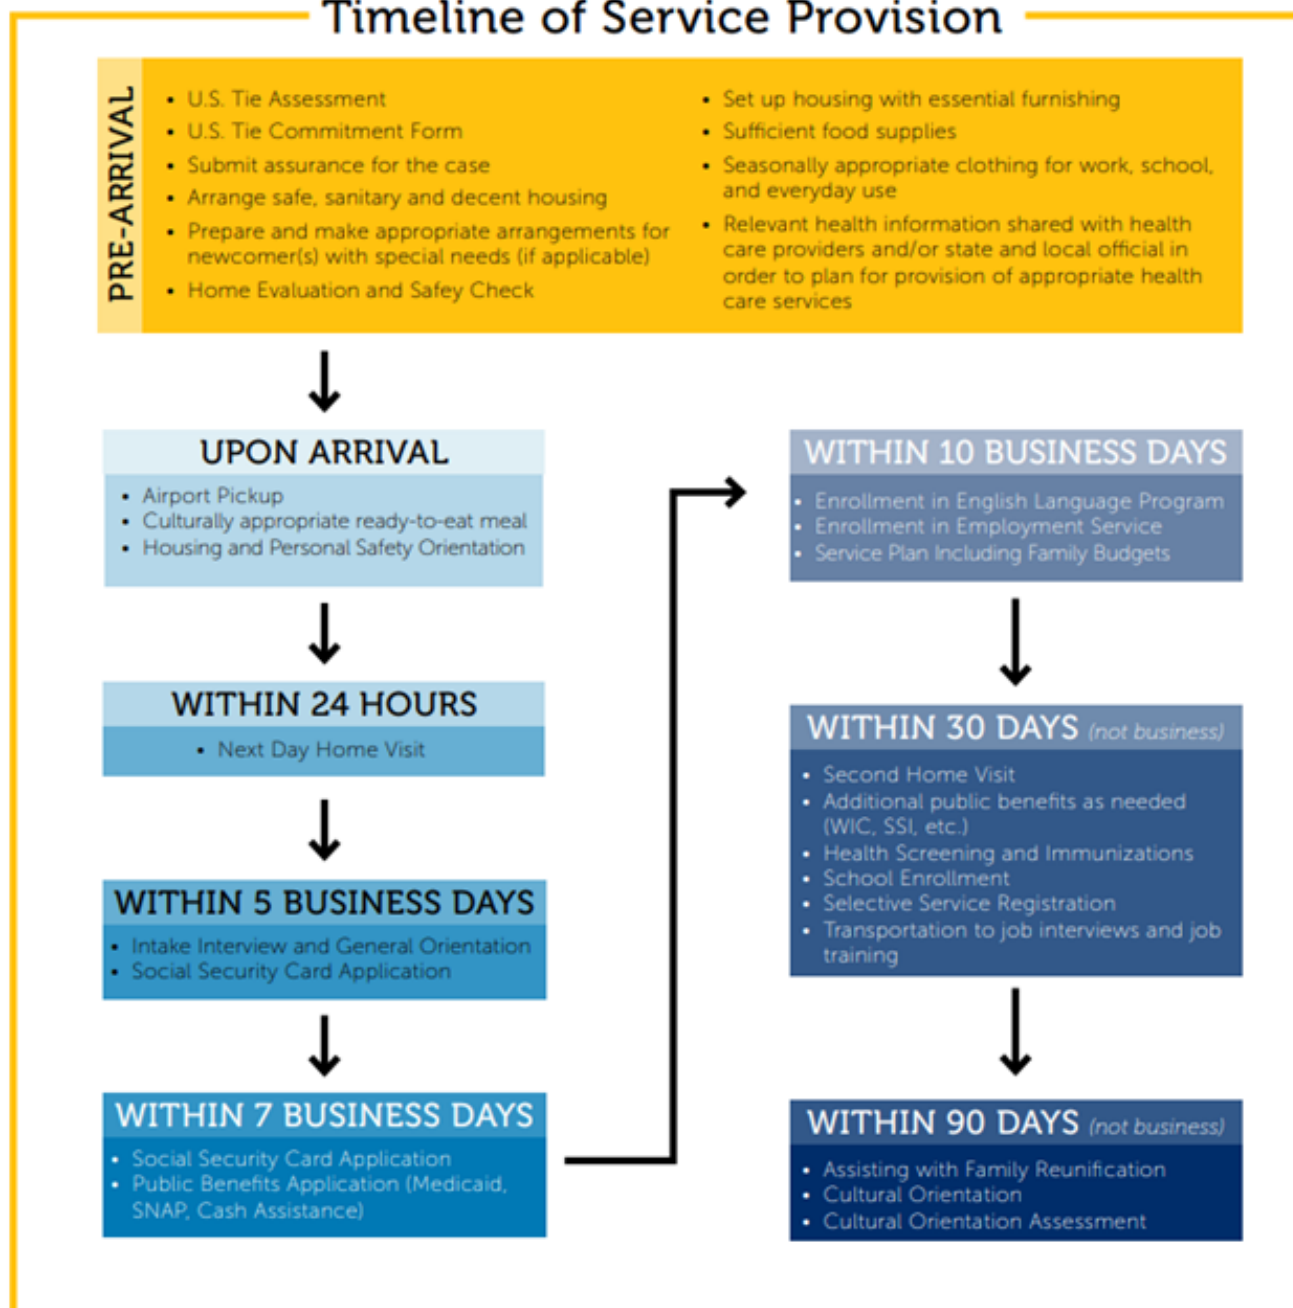 Timeline of Service Provision
PRE-ARRIVAL
• U.S. Tie Assessment
• U.S. Tie Commitment Form
• Submit assurance for the case
• Arrange safe, sanitary and decent housing
• Prepare and make appropriate arrangements for
newcomer(s) with special needs (if applicable)
• Home Evaluation and Safey Check
• Set up housing with essential furnishing
• Sufficient food supplies
• Seasonally appropriate clothing for work, school,
and everyday use
• Relevant health information shared with health
care providers and/or state and local official in
order to plan for provision of appropriate health
care services
UPON ARRIVAL
• Airport Pickup
• Culturally appropriate ready-to-eat meal
• Housing and Personal Safety Orientation
WITHIN 24 HOURS
• Next Day Home Visit
WITHIN 5 BUSINESS DAYS
• Intake Interview and General Orientation
• Social Security Card Application
WITHIN 7 BUSINESS DAYS
• Social Security Card Application
• Public Benefits Application (Medicaid,
SNAP, Cash Assistance)
WITHIN 10 BUSINESS DAYS
• Enrollment in English Language Program
• Enrollment in Employment Service
• Service Plan Including Family Budgets
WITHIN 30 DAYS (not business)
• Second Home Visit
• Additional public benefits as needed
(WIC, SSI, etc.)
• Health Screening and Immunizations
• School Enrollment
• Selective Service Registration
• Transportation to job interviews and job
training
WITHIN 90 DAYS (not business)
• Assisting with Family Reunification
• Cultural Orientation
• Cultural Orientation Assessment